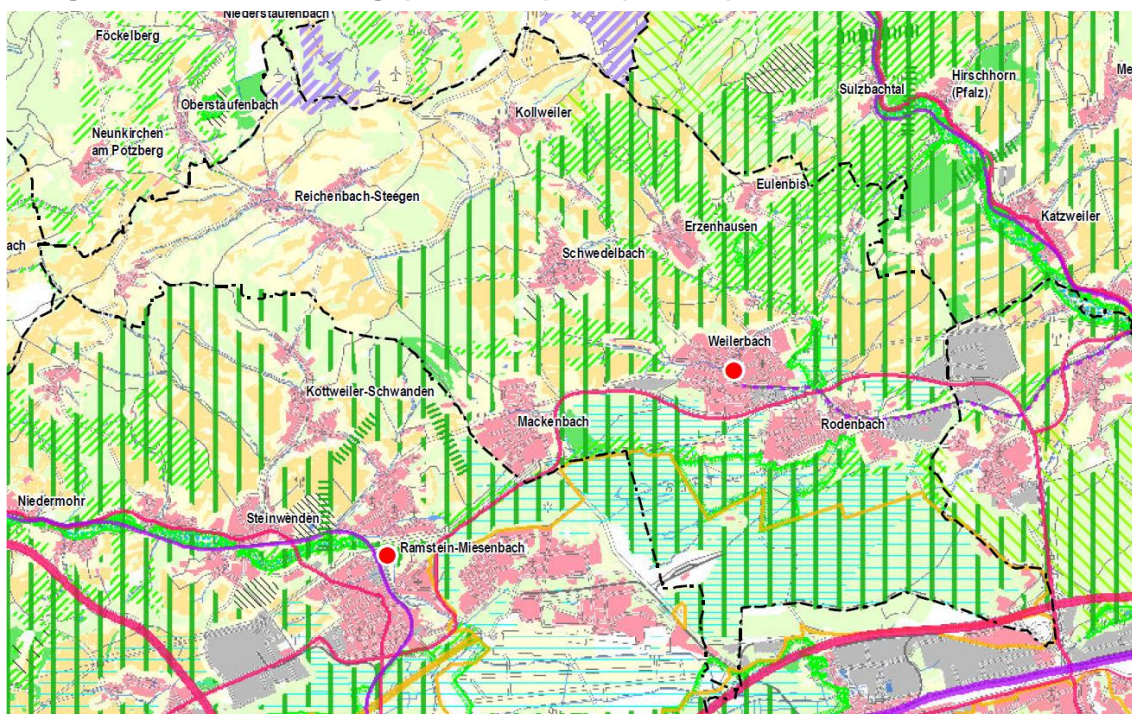 Niederstaufenbach
Föckelberg
Oberstaufenbach
Neunkirchen
am Potzberg
Kollweiler
Sulzbachtal
Hirschhorn
(Pfalz)
Me
Reichenbach-Steegen
Eulenbis
Erzenhausen
Katzweiler
ach
Schwedelbach
Weilerbach
Kottweiler-Schwanden
Mackenbach
Rodenbach
Niedermohr
Steinwenden
Ramstein-Miesenbach